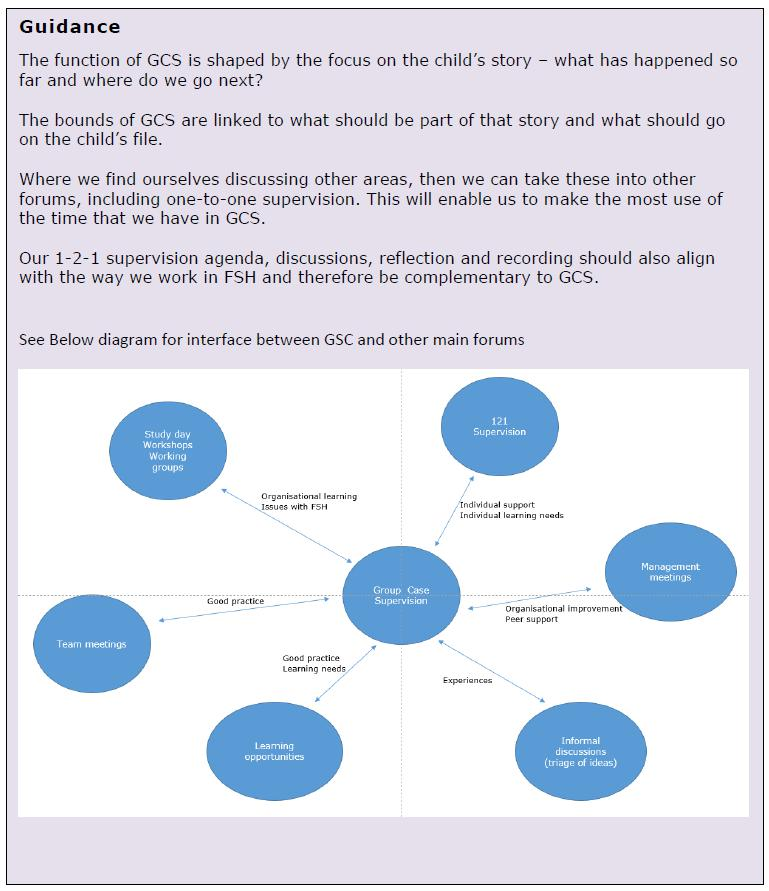 Guidance
The function of GCS is shaped by the focus on the child's story – what has happened so
far and where do we go next?
The bounds of GCS are linked to what should be part of that story and what should go
on the child's file.
Where we find ourselves discussing other areas, then we can take these into other
forums, including one-to-one supervision. This will enable us to make the most use of
the time that we have in GCS.
Our 1-2-1 supervision agenda, discussions, reflection and recording should also align
with the way we work in FSH and therefore be complementary to GCS.
See Below diagram for interface between GSC and other main forums
Study day
Workshops
Working
groups
121
Supervision
Organisational learning
Issues with FSH
Individual support
Individual learning needs
Management
meetings
Group Case
Supervision
Good practice
Organisational improvement
Peer support
Team meetings
Good practice
Learning needs
Experiences
Learning
opportunities
Informal
discussions
(triage of ideas)